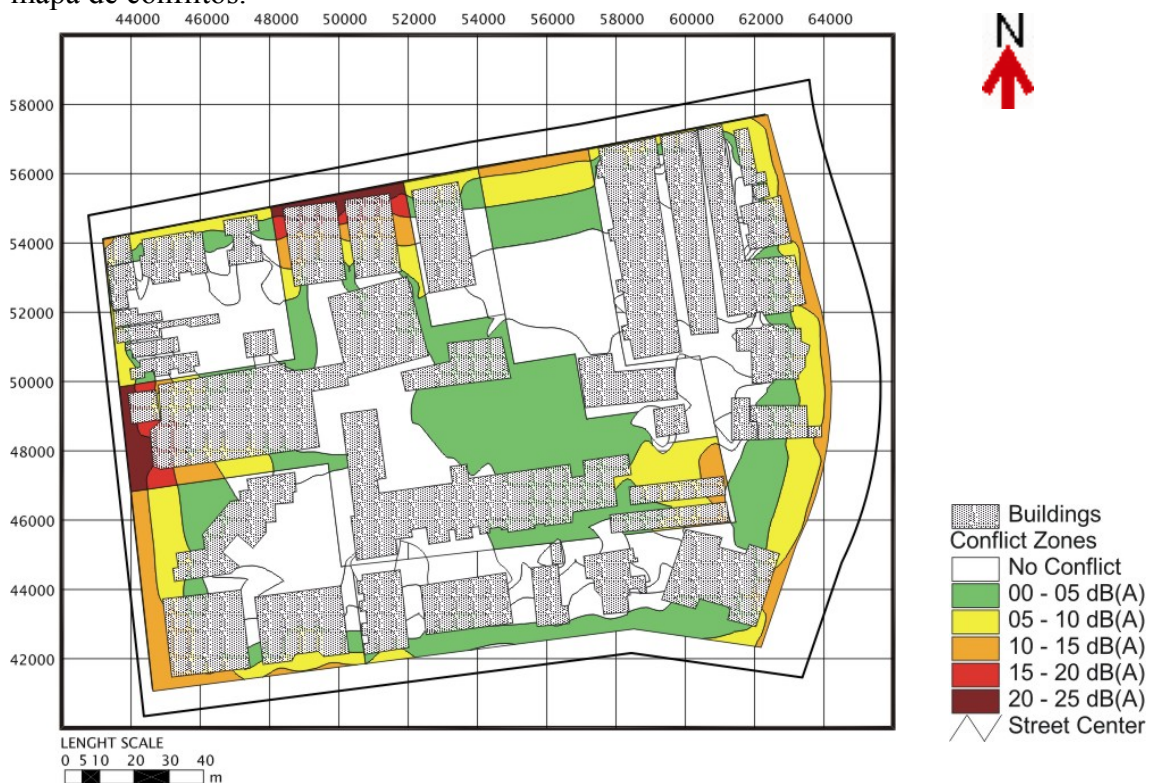 mapa de conflitos.
44000 46000 48000 50000 52000 54000 56000 58000 60000 62000 64000
N
58000
56000
54000
52000
50000
48000
46000
44000
42000
Buildings
Conflict Zones
No Conflict
00 - 05 dB(A)
05 - 10 dB(A)
10 - 15 dB(A)
15 - 20 dB(A)
20 - 25 dB(A)
Street Center
LENGHT SCALE
0 5 10 20 30 40
m